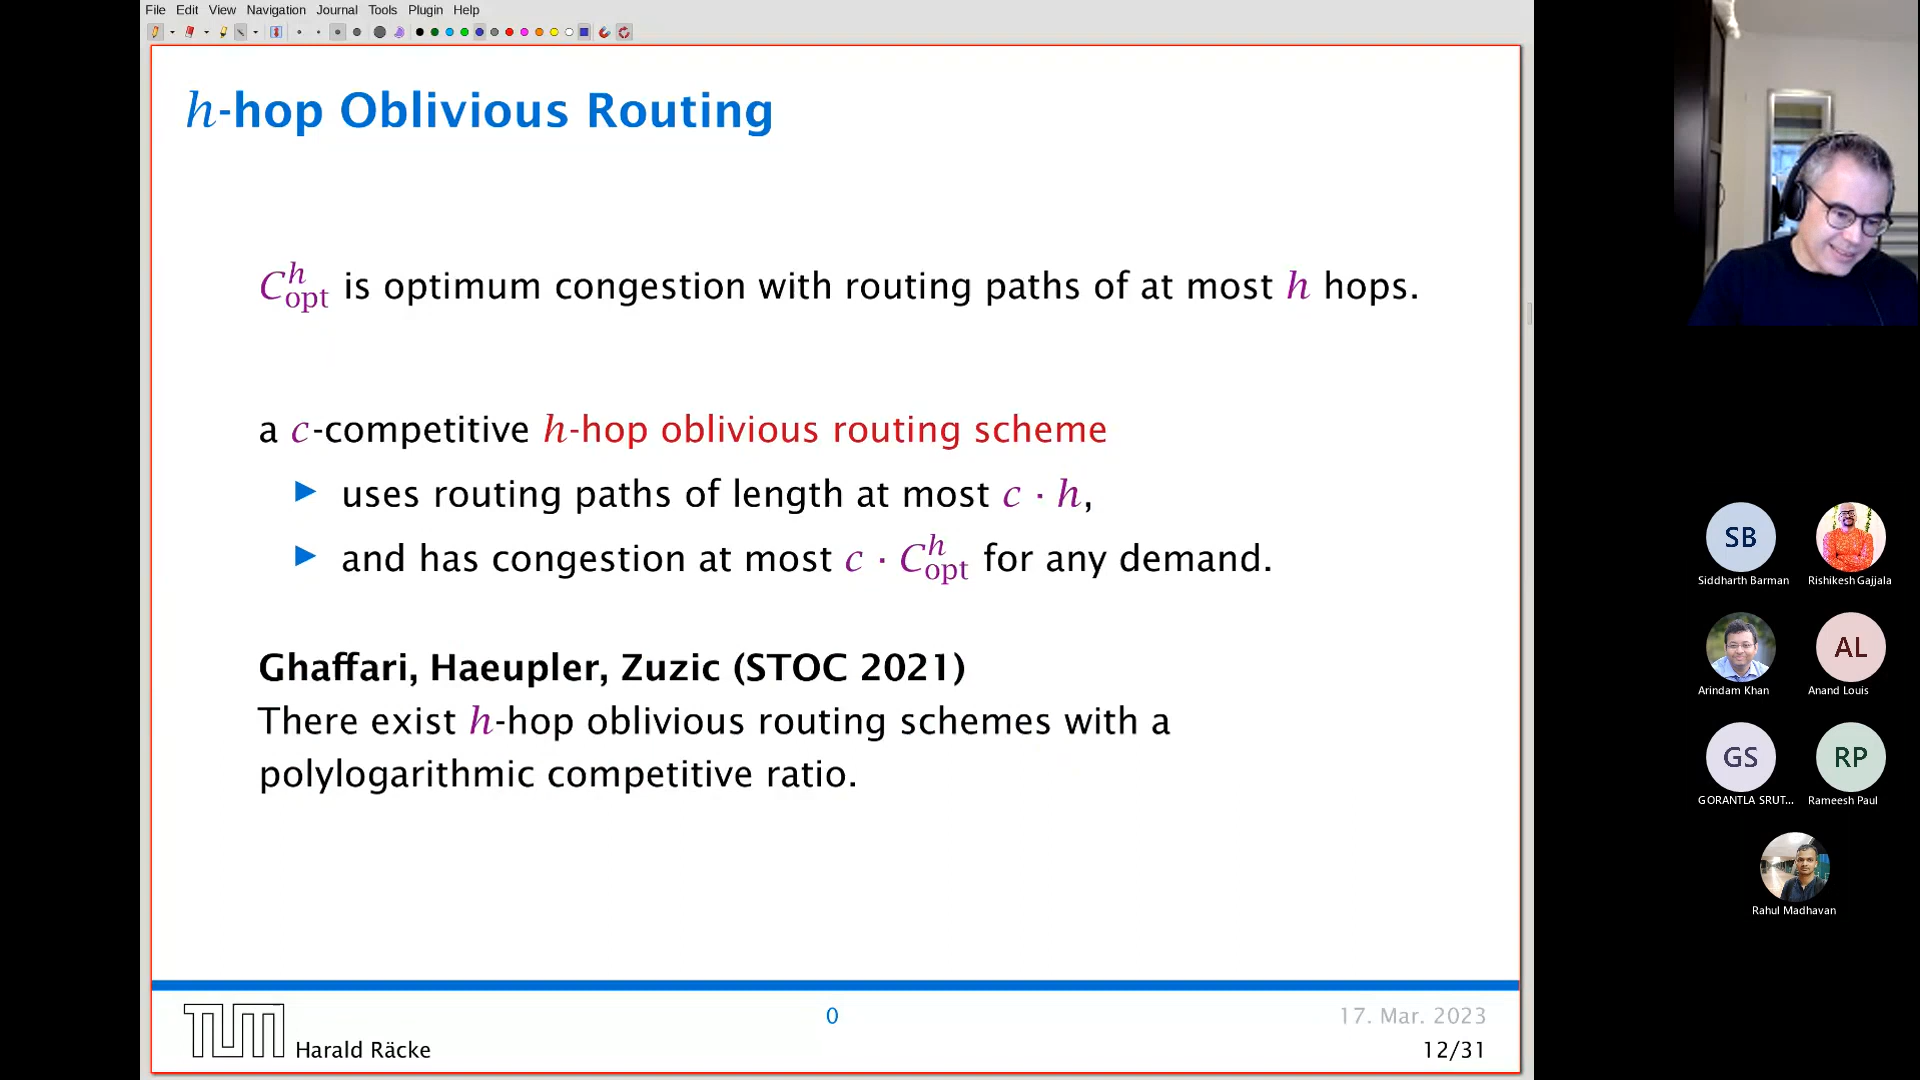 File Edit View Navigation Journal Tools Plugin Help
h-hop Oblivious Routing
C^h_opt is optimum congestion with routing paths of at most h hops.
a c-competitive h-hop oblivious routing scheme
▶ uses routing paths of length at most c · h,
▶ and has congestion at most c · C^h_opt for any demand.
Ghaffari, Haeupler, Zuzic (STOC 2021)
There exist h-hop oblivious routing schemes with a
polylogarithmic competitive ratio.
TUM
Harald Räcke
0
17. Mar. 2023
12/31
SB
Siddharth Barman
Rishikesh Gajjala
Arindam Khan
AL
Anand Louis
GS
GORANTLA SRUT...
RP
Rameesh Paul
Rahul Madhavan